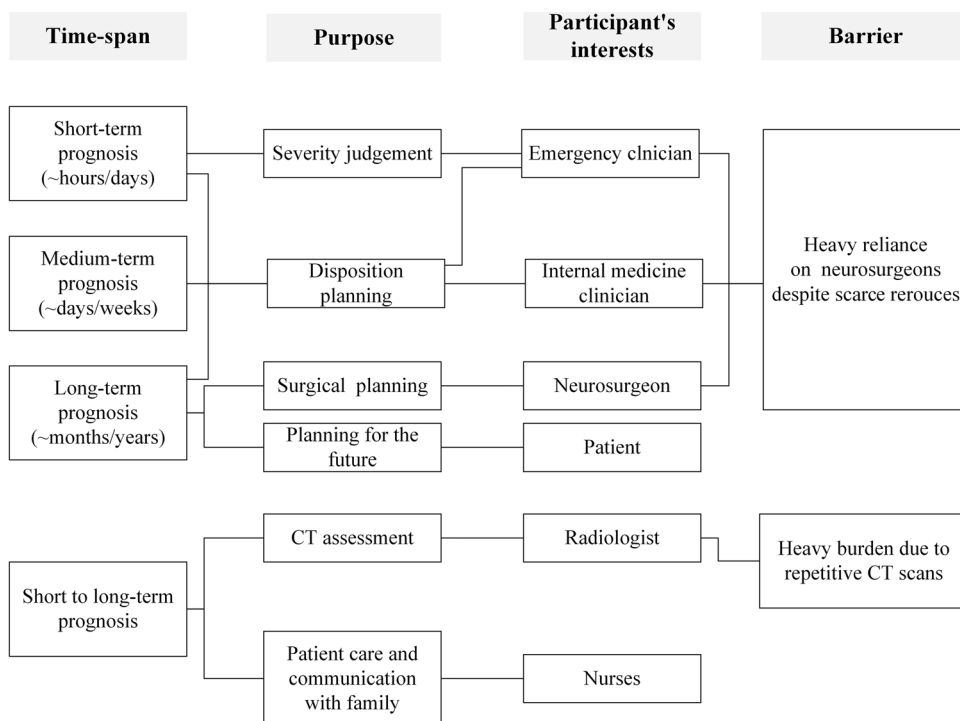 Time-span
Purpose
Participant's
interests
Barrier
Short-term
prognosis
(~hours/days)
Severity judgement
Emergency clnician
Medium-term
prognosis
(~days/weeks)
Disposition
planning
Internal medicine
clinician
Heavy reliance
on neurosurgeons
despite scarce rerouces
Long-term
prognosis
(~months/years)
Surgical planning
Neurosurgeon
Planning for the
future
Patient
Short to long-term
prognosis
CT assessment
Radiologist
Heavy burden due to
repetitive CT scans
Patient care and
communication
with family
Nurses